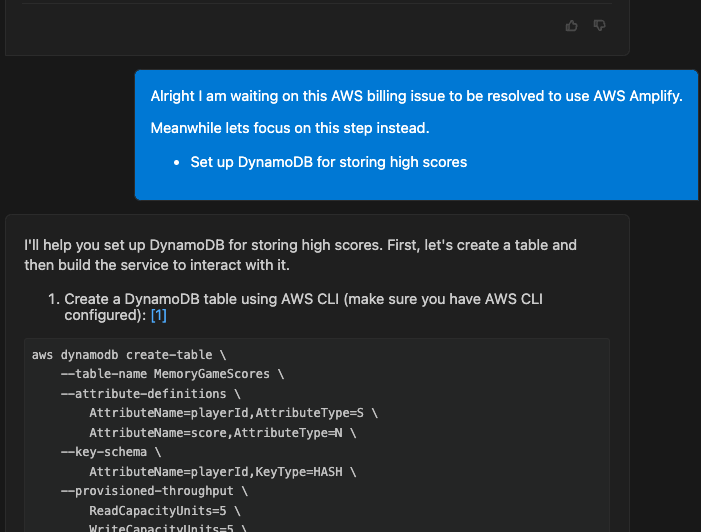 Alright I am waiting on this AWS billing issue to be resolved to use AWS Amplify.
Meanwhile lets focus on this step instead.
• Set up DynamoDB for storing high scores
I'll help you set up DynamoDB for storing high scores. First, let's create a table and
then build the service to interact with it.
1. Create a DynamoDB table using AWS CLI (make sure you have AWS CLI
configured): [1]
aws dynamodb create-table \
    --table-name MemoryGameScores \
    --attribute-definitions \
        AttributeName=playerId,AttributeType=S \
        AttributeName=score,AttributeType=N \
    --key-schema \
        AttributeName=playerId,KeyType=HASH \
    --provisioned-throughput \
        ReadCapacityUnits=5 \
        WriteCapacityUnits=5 \